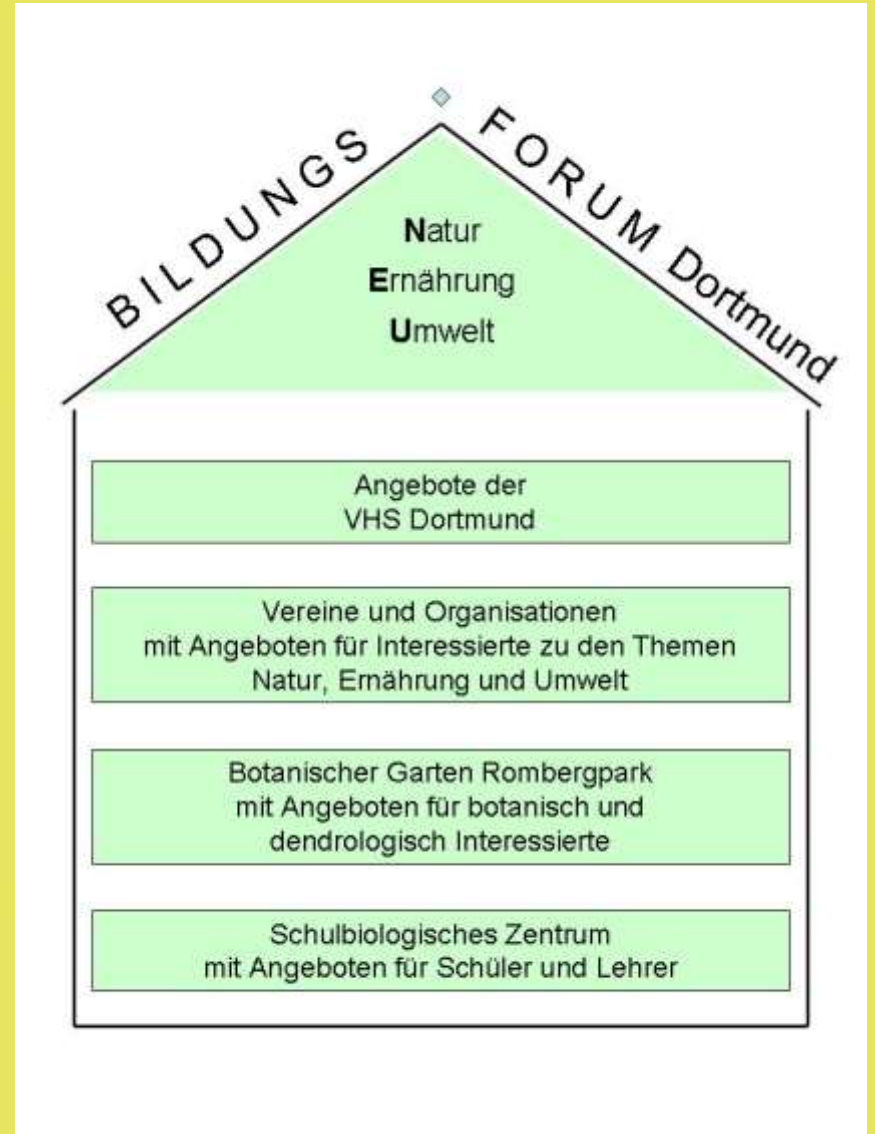 BILDUNGS
FORUM Dortmund
Natur
Ernährung
Umwelt
Angebote der
VHS Dortmund
Vereine und Organisationen
mit Angeboten für Interessierte zu den Themen
Natur, Ernährung und Umwelt
Botanischer Garten Rombergpark
mit Angeboten für botanisch und
dendrologisch Interessierte
Schulbiologisches Zentrum
mit Angeboten für Schüler und Lehrer